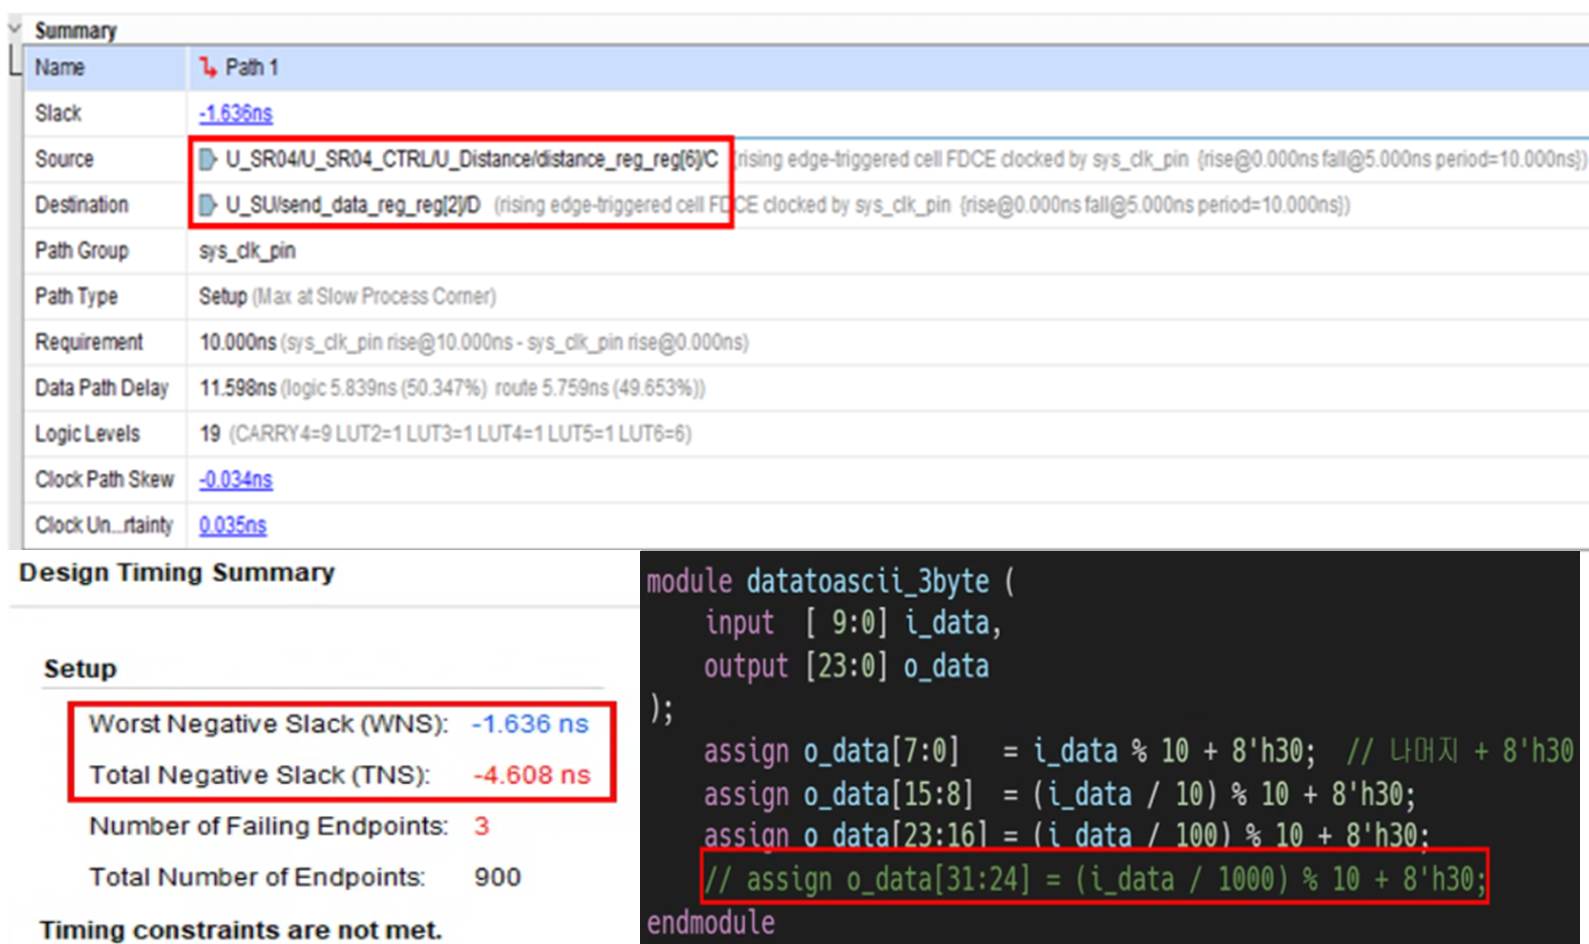 Summary
Name Path 1
Slack -1.636ns
Source U_SR04/U_SR04_CTRL/U_Distance/distance_reg_reg[6]/C (rising edge-triggered cell FDCE clocked by sys_clk_pin {rise@0.000ns fall@5.000ns period=10.000ns})
Destination U_SU/send_data_reg_reg[2]/D (rising edge-triggered cell FDCE clocked by sys_clk_pin {rise@0.000ns fall@5.000ns period=10.000ns})
Path Group sys_clk_pin
Path Type Setup (Max at Slow Process Corner)
Requirement 10.000ns (sys_clk_pin rise@10.000ns - sys_clk_pin rise@0.000ns)
Data Path Delay 11.598ns (logic 5.839ns (50.347%) route 5.759ns (49.653%))
Logic Levels 19 (CARRY4=9 LUT2=1 LUT3=1 LUT4=1 LUT5=1 LUT6=6)
Clock Path Skew -0.034ns
Clock Un...rtainty 0.035ns
Design Timing Summary
Setup
Worst Negative Slack (WNS): -1.636 ns
Total Negative Slack (TNS): -4.608 ns
Number of Failing Endpoints: 3
Total Number of Endpoints: 900
Timing constraints are not met.
module datatoascii_3byte (
input [ 9:0] i_data,
output [23:0] o_data
);
assign o_data[7:0] = i_data % 10 + 8'h30; // 나머지 + 8'h30
assign o_data[15:8] = (i_data / 10) % 10 + 8'h30;
assign o_data[23:16] = (i_data / 100) % 10 + 8'h30;
// assign o_data[31:24] = (i_data / 1000) % 10 + 8'h30;
endmodule